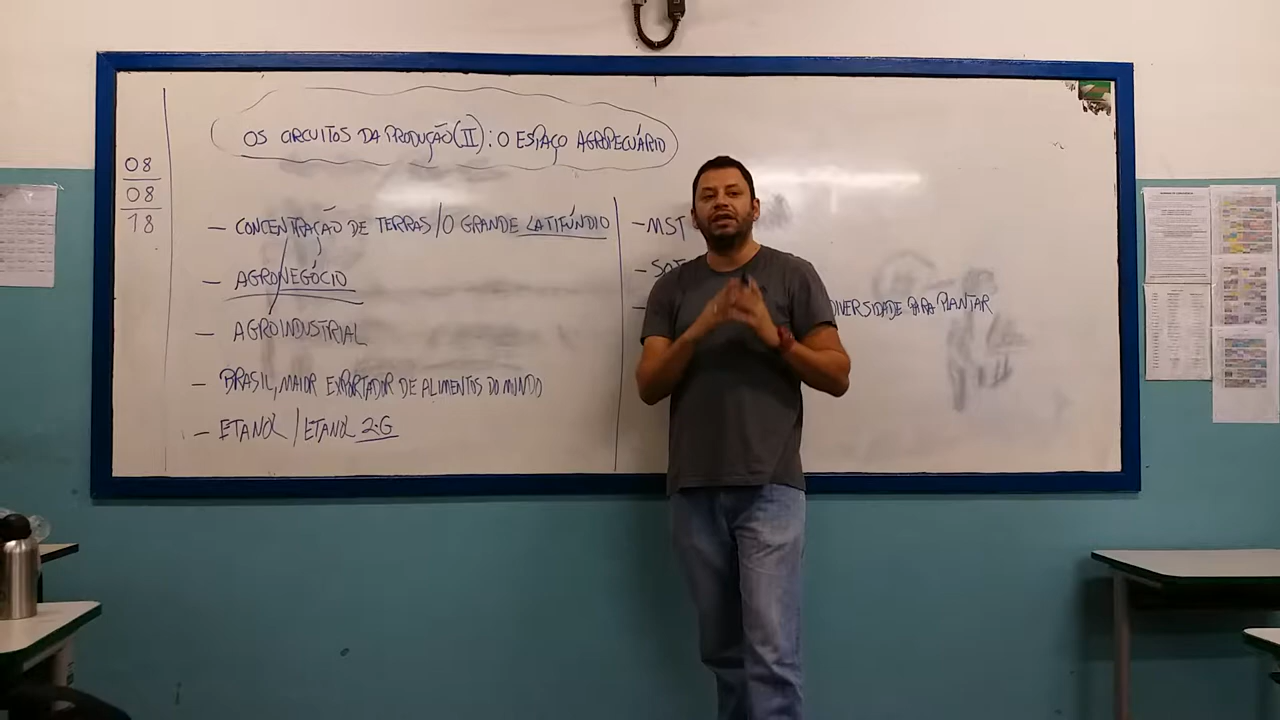 08
08
18
OS CIRCUITOS DA PRODUÇÃO (II): O ESPAÇO AGROPECUÁRIO
- CONCENTRAÇÃO DE TERRAS / O GRANDE LATIFÚNDIO
- AGRONEGÓCIO
- AGROINDUSTRIAL
- BRASIL, MAIOR EXPORTADOR DE ALIMENTOS DO MUNDO
- ETANOL / ETANOL 2G
- MST
DIVERSIDADE PARA PLANTAR